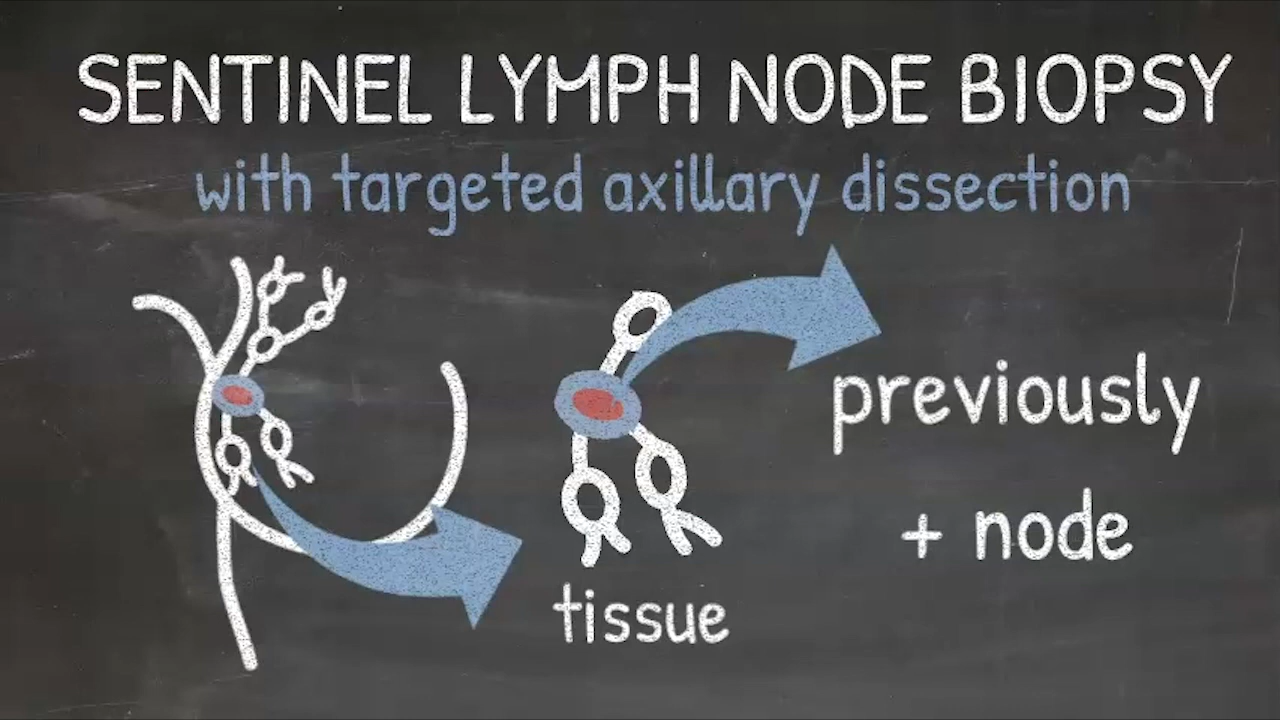 SENTINEL LYMPH NODE BIOPSY
with targeted axillary dissection
previously
+ node
tissue